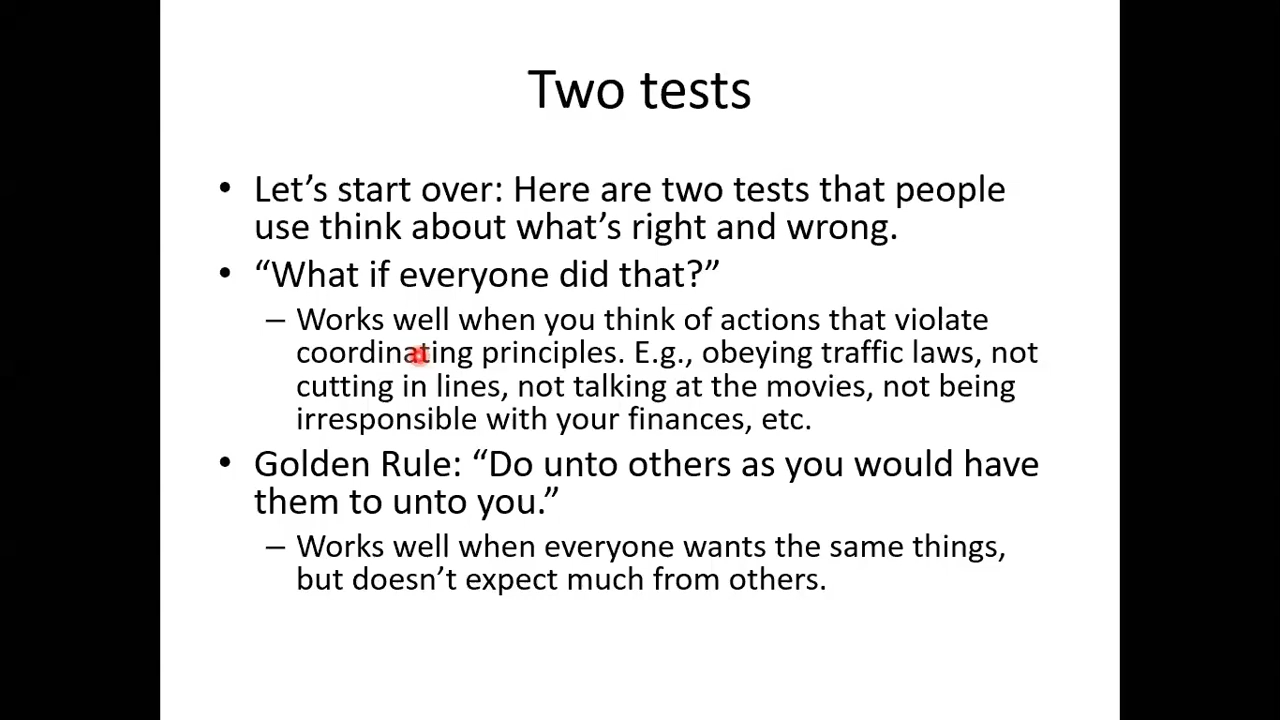 Two tests
• Let’s start over: Here are two tests that people
use think about what’s right and wrong.
• “What if everyone did that?”
– Works well when you think of actions that violate
coordinating principles. E.g., obeying traffic laws, not
cutting in lines, not talking at the movies, not being
irresponsible with your finances, etc.
• Golden Rule: “Do unto others as you would have
them to unto you.”
– Works well when everyone wants the same things,
but doesn’t expect much from others.